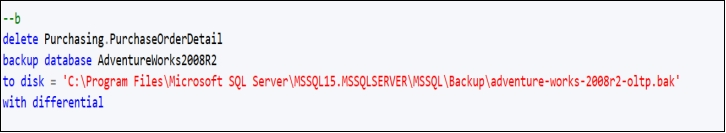 --b
delete Purchasing.PurchaseOrderDetail
backup database AdventureWorks2008R2
to disk = 'C:\Program Files\Microsoft SQL Server\MSSQL15.MSSQLSERVER\MSSQL\Backup\adventure-works-2008r2-oltp.bak'
with differential